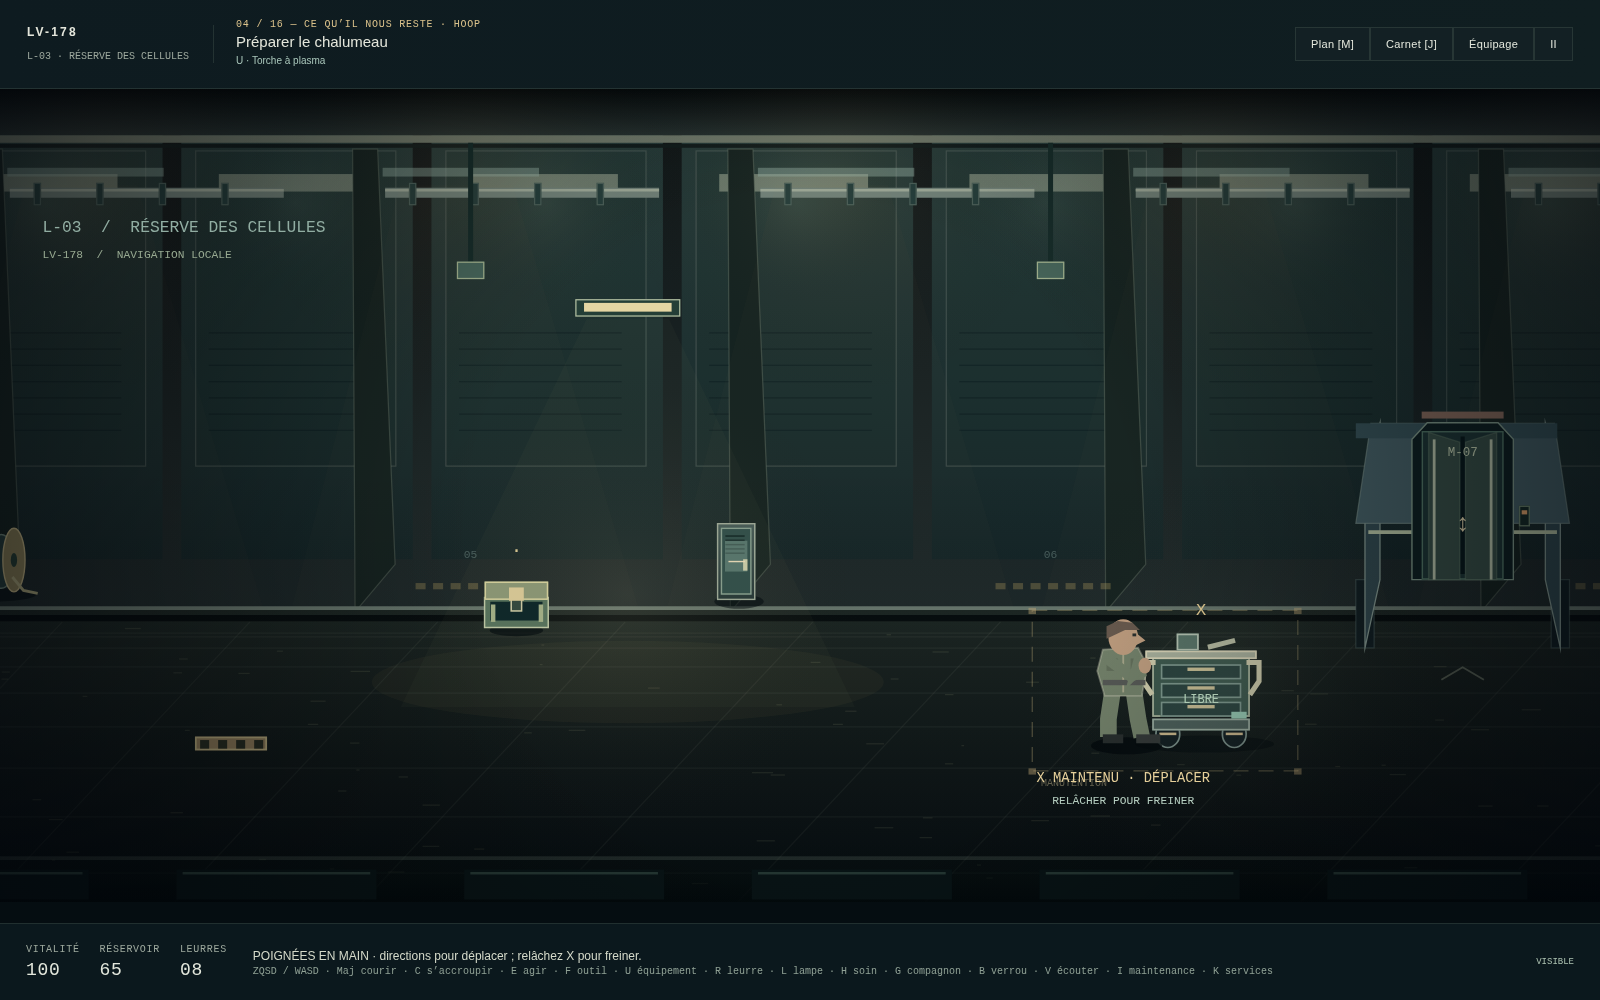 LV-178
L-03 · RÉSERVE DES CELLULES
04 / 16 — CE QU’IL NOUS RESTE · HOOP
Préparer le chalumeau
U · Torche à plasma
Plan [M]
Carnet [J]
Équipage
II
L-03 / RÉSERVE DES CELLULES
LV-178 / NAVIGATION LOCALE
M-07
↕
05
06
X
LIBRE
X MAINTENU · DÉPLACER
MANUTENTION
RELÂCHER POUR FREINER
VITALITÉ
100
RÉSERVOIR
65
LEURRES
08
POIGNÉES EN MAIN · directions pour déplacer ; relâchez X pour freiner.
ZQSD / WASD · Maj courir · C s’accroupir · E agir · F outil · U équipement · R leurre · L lampe · H soin · G compagnon · B verrou · V écouter · I maintenance · K services
VISIBLE